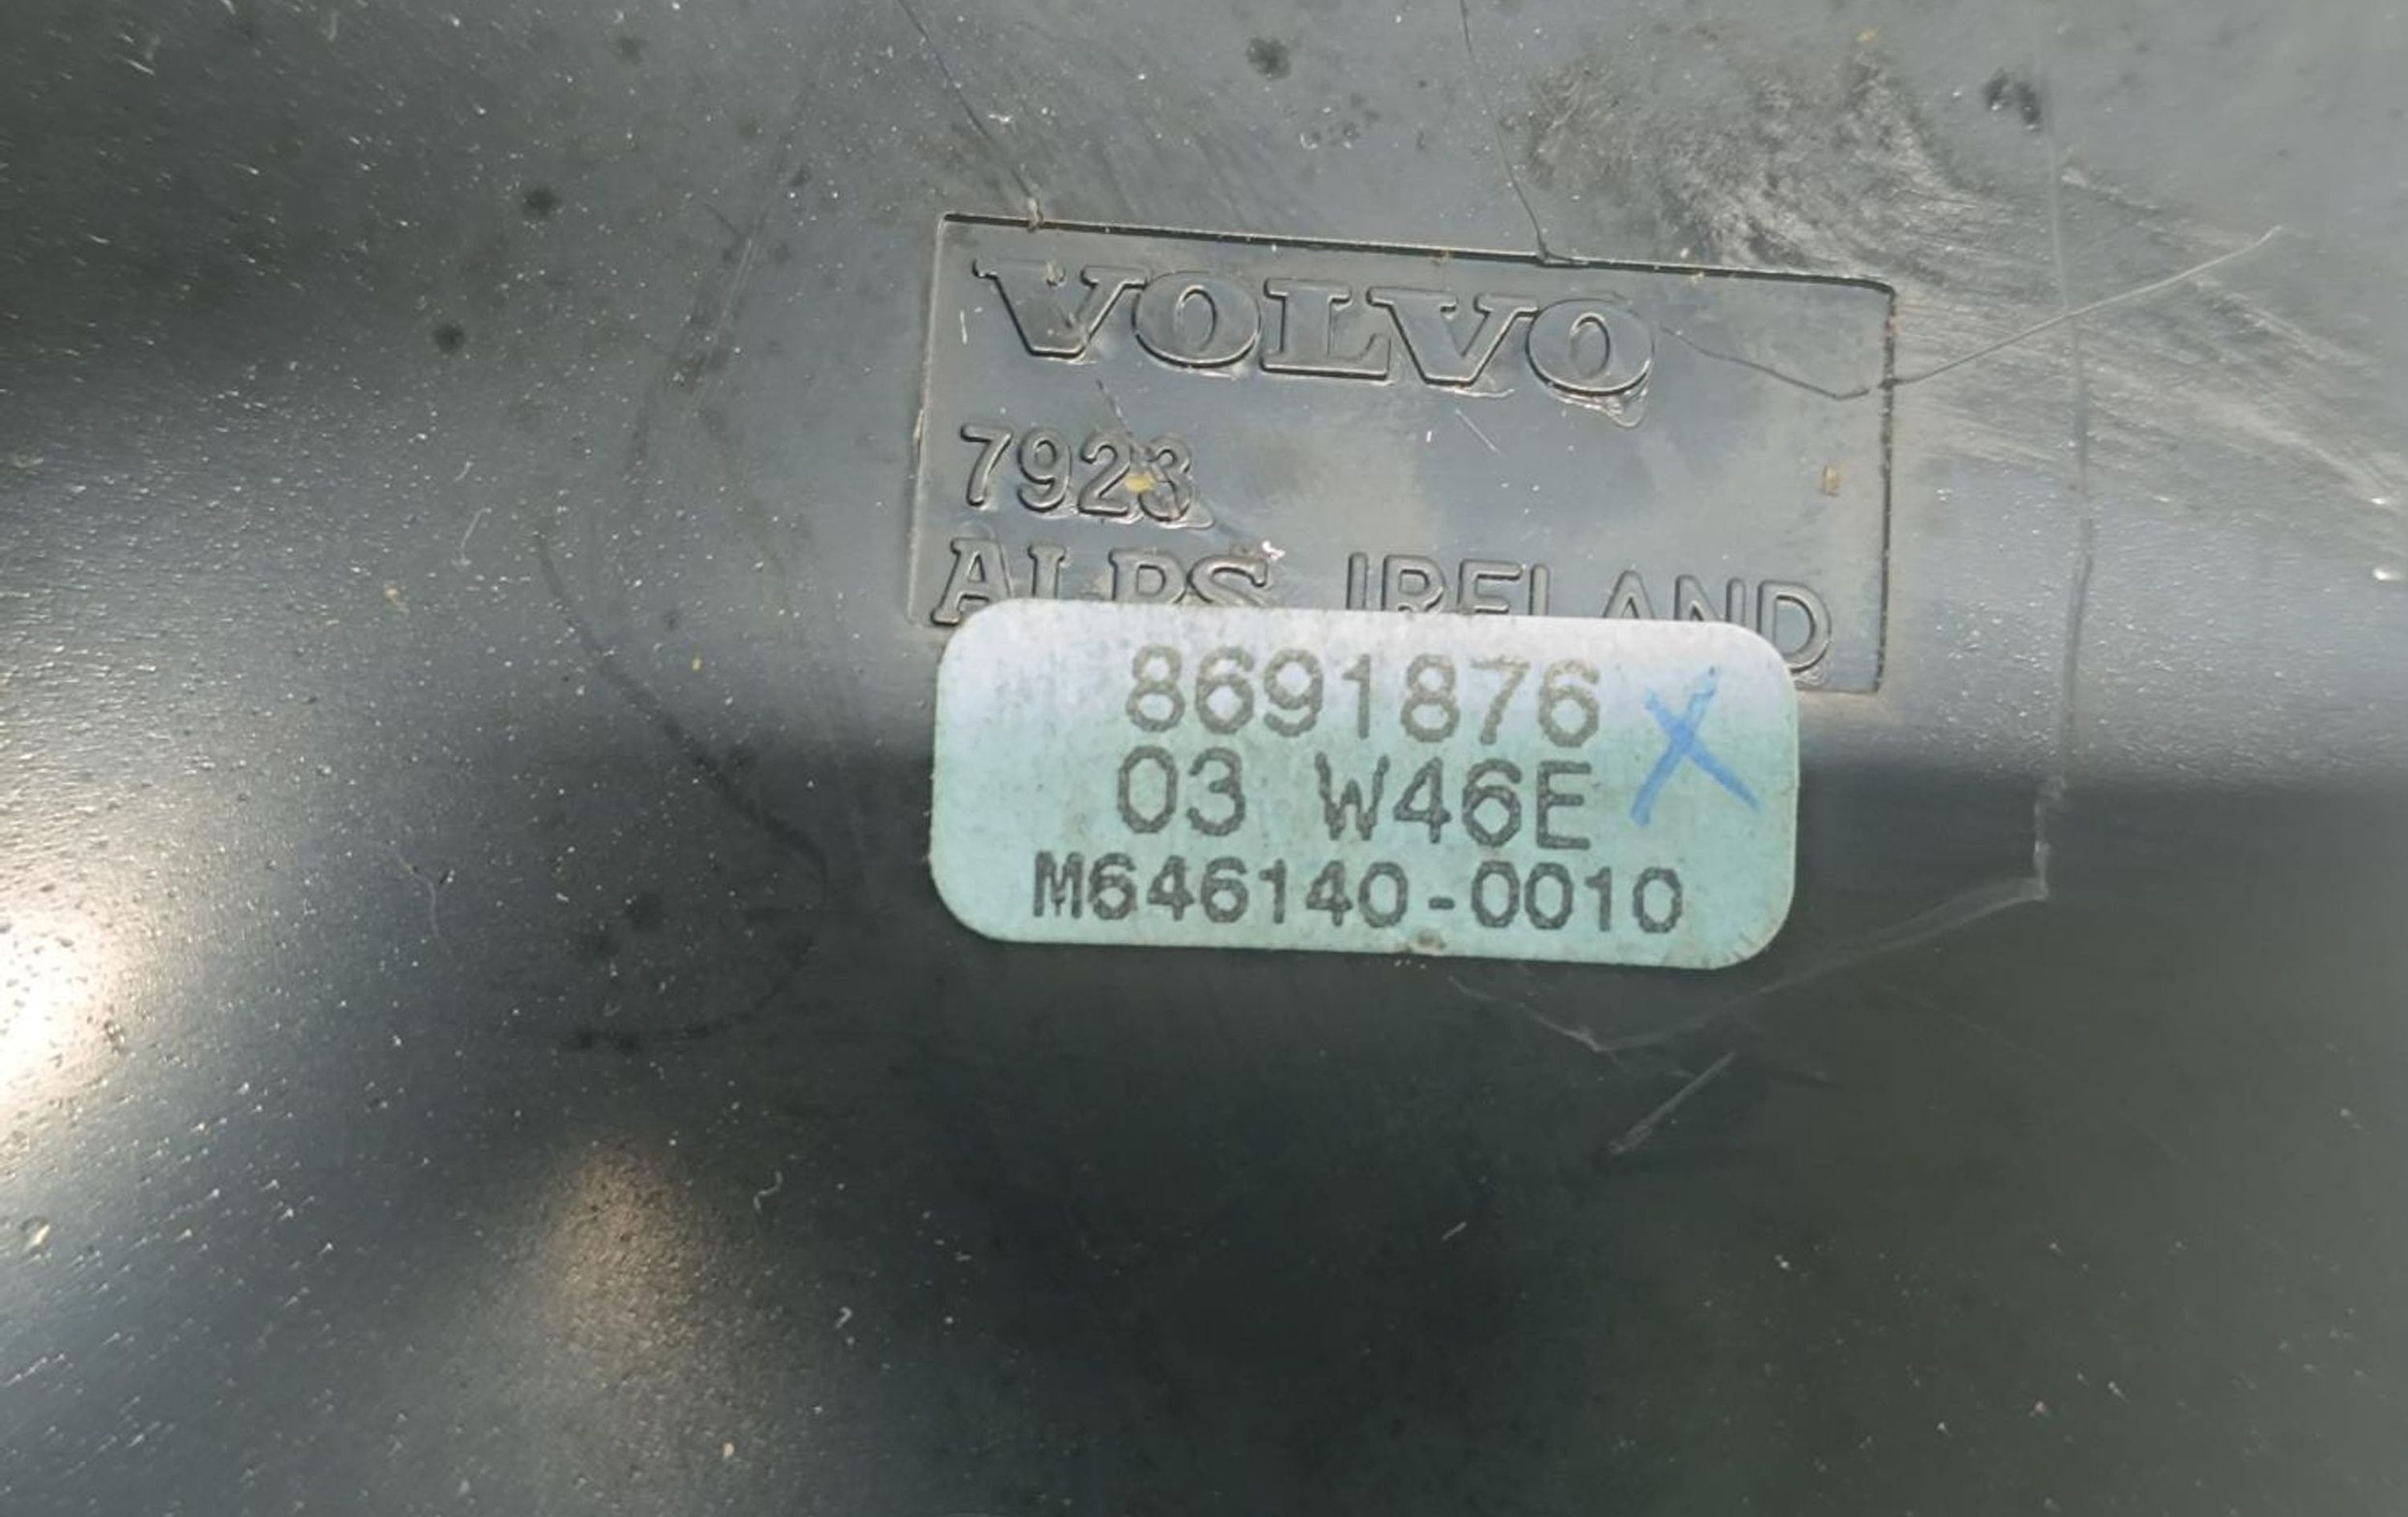 VOLVO
7923
ALPS IRELAND
8691876
03 W46E
M646140-0010